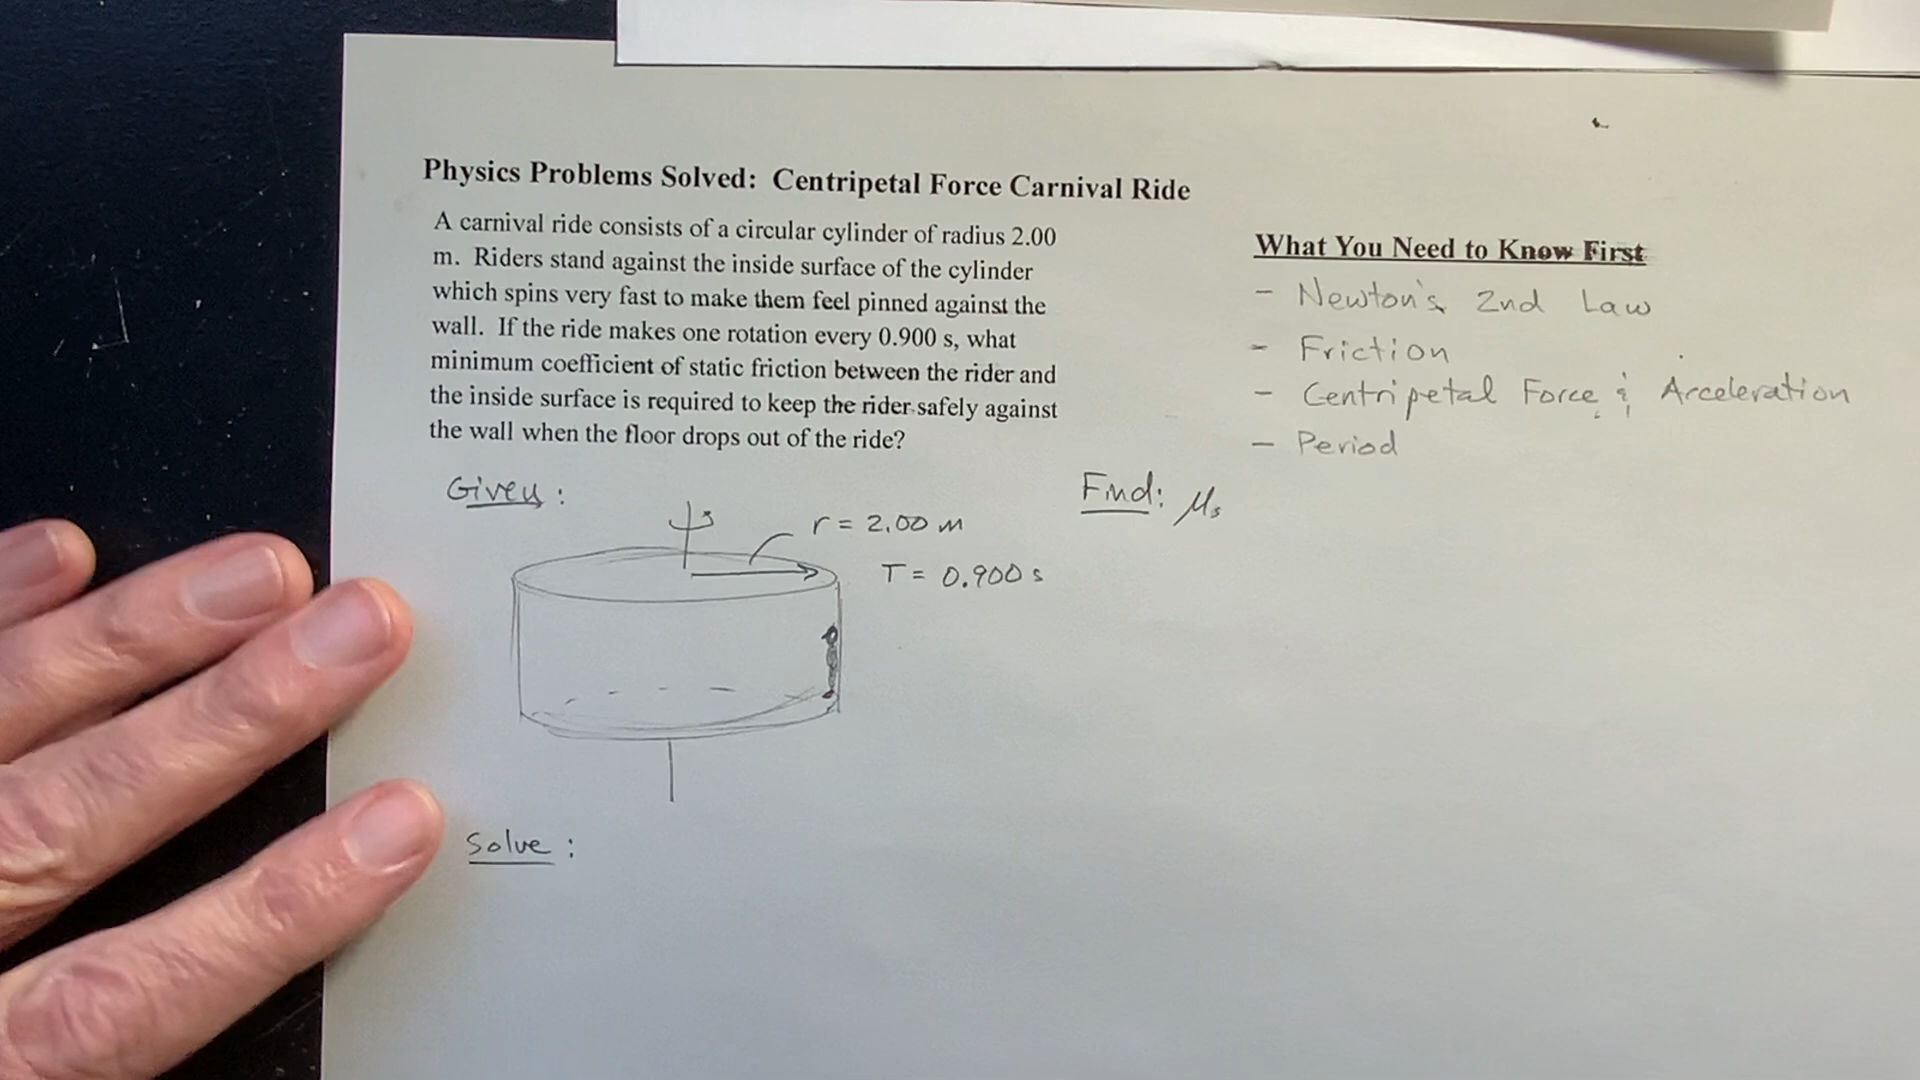 Physics Problems Solved: Centripetal Force Carnival Ride
A carnival ride consists of a circular cylinder of radius 2.00
m. Riders stand against the inside surface of the cylinder
which spins very fast to make them feel pinned against the
wall. If the ride makes one rotation every 0.900 s, what
minimum coefficient of static friction between the rider and
the inside surface is required to keep the rider safely against
the wall when the floor drops out of the ride?
What You Need to Know First
- Newton's 2nd Law
- Friction
- Centripetal Force & Acceleration
- Period
Given:
Find: μs
r = 2.00 m
T = 0.900 s
Solve: